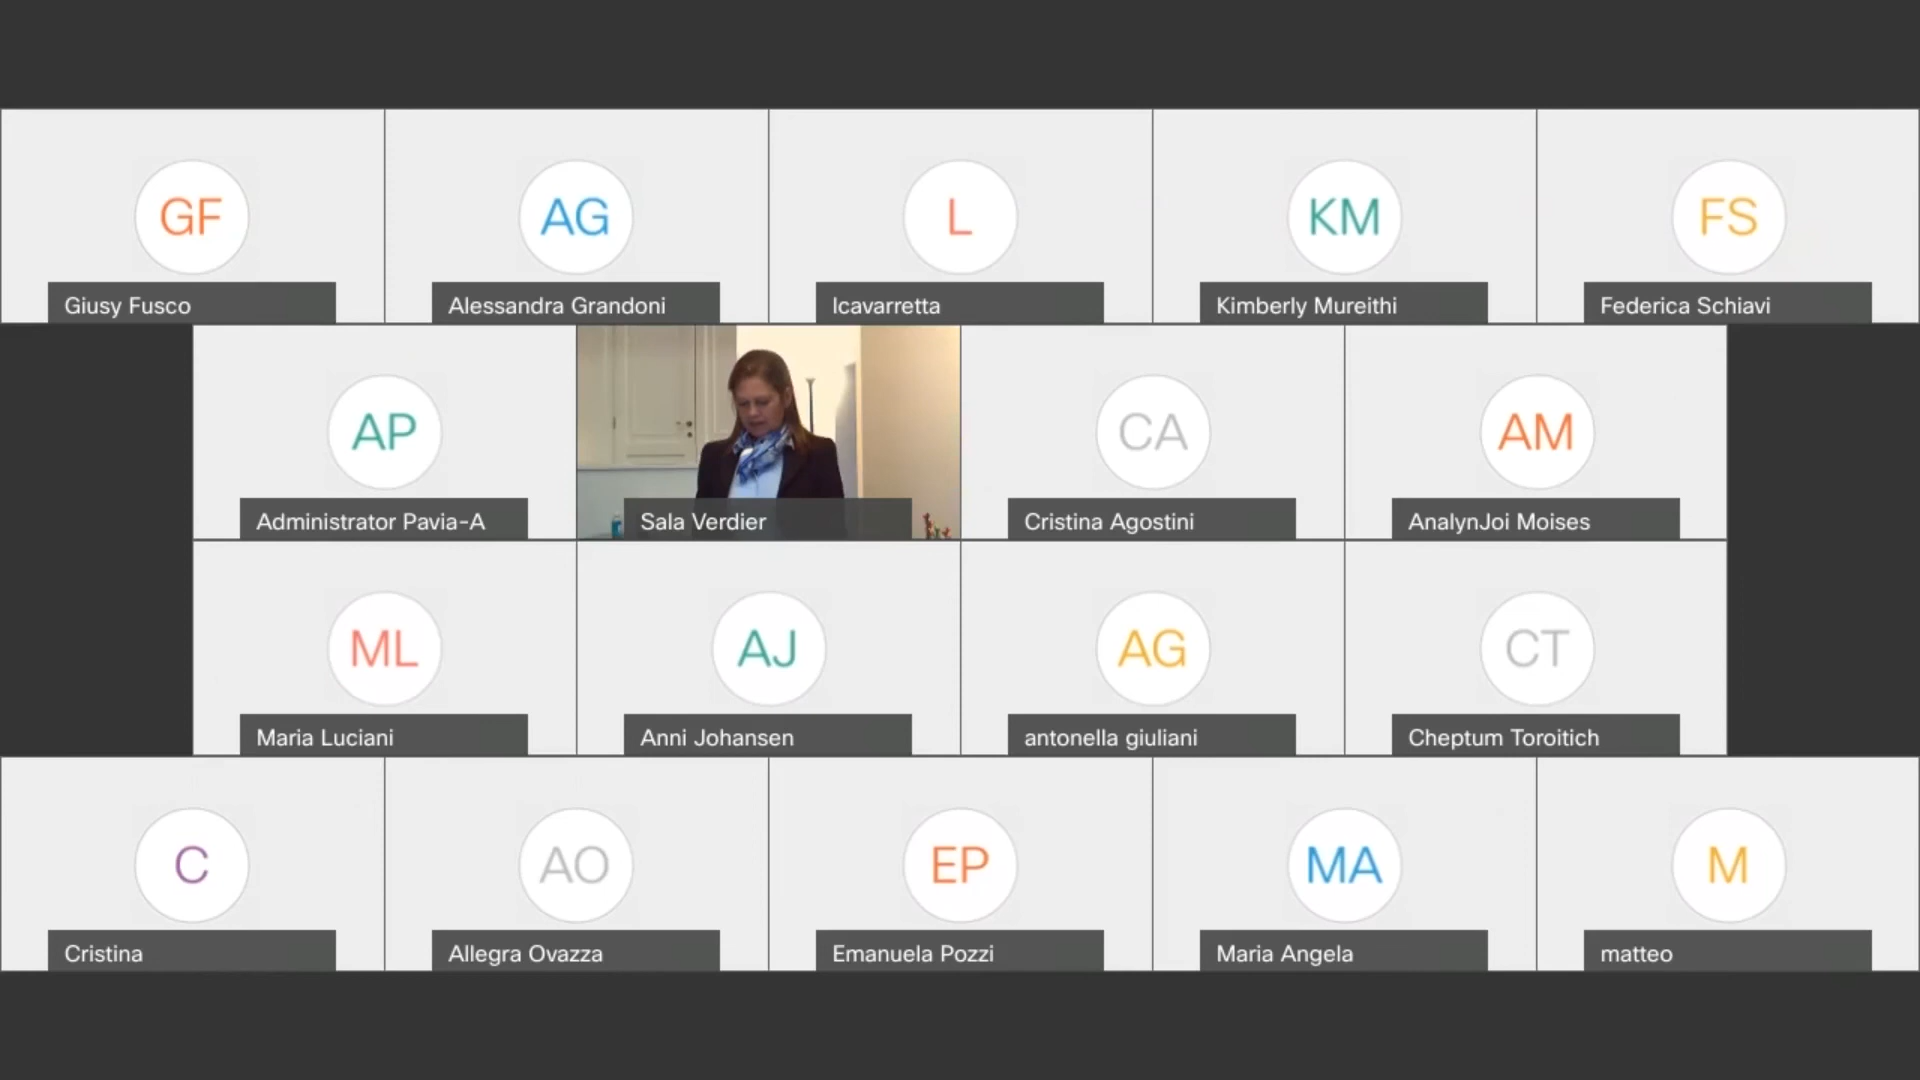 GF
AG
L
KM
FS
Giusy Fusco
Alessandra Grandoni
lcavarretta
Kimberly Mureithi
Federica Schiavi
AP
CA
AM
Administrator Pavia-A
Sala Verdier
Cristina Agostini
AnalynJoi Moises
ML
AJ
AG
CT
Maria Luciani
Anni Johansen
antonella giuliani
Cheptum Toroitich
C
AO
EP
MA
M
Cristina
Allegra Ovazza
Emanuela Pozzi
Maria Angela
matteo